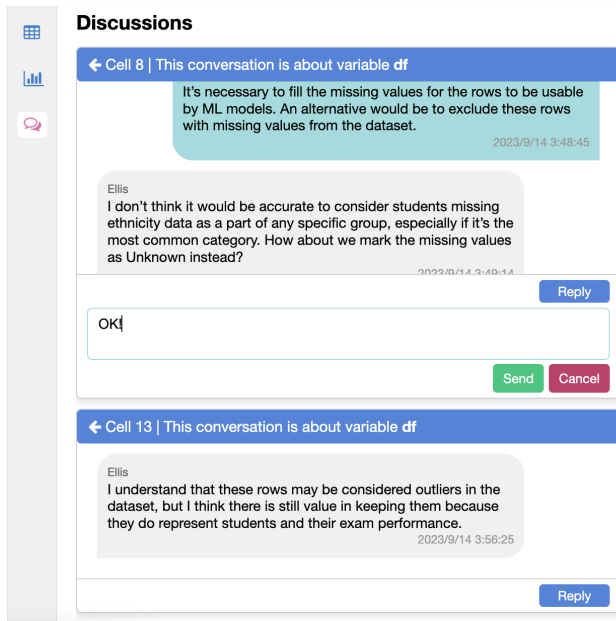 Discussions
Cell 8 | This conversation is about variable df
It's necessary to fill the missing values for the rows to be usable
by ML models. An alternative would be to exclude these rows
with missing values from the dataset.
2023/9/14 3:48:45
Ellis
I don't think it would be accurate to consider students missing
ethnicity data as a part of any specific group, especially if it's the
most common category. How about we mark the missing values
as Unknown instead?
2023/9/14 3:49:14
Reply
OK!
Send Cancel
Cell 13 | This conversation is about variable df
Ellis
I understand that these rows may be considered outliers in the
dataset, but I think there is still value in keeping them because
they do represent students and their exam performance.
2023/9/14 3:56:25
Reply